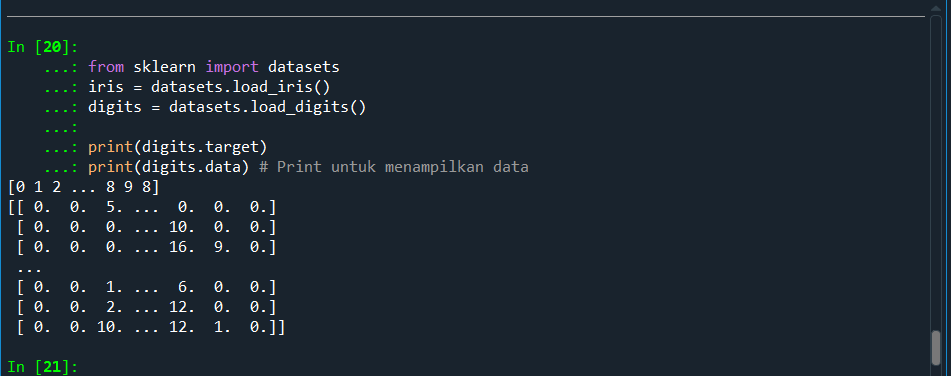 In [20]:
...: from sklearn import datasets
...: iris = datasets.load_iris()
...: digits = datasets.load_digits()
...:
...: print(digits.target)
...: print(digits.data) # Print untuk menampilkan data
[0 1 2 ... 8 9 8]
[[ 0.  0.  5. ...  0.  0.  0.]
 [ 0.  0.  0. ... 10.  0.  0.]
 [ 0.  0.  0. ... 16.  9.  0.]
 ...
 [ 0.  0.  1. ...  6.  0.  0.]
 [ 0.  0.  2. ... 12.  0.  0.]
 [ 0.  0. 10. ... 12.  1.  0.]]
In [21]: